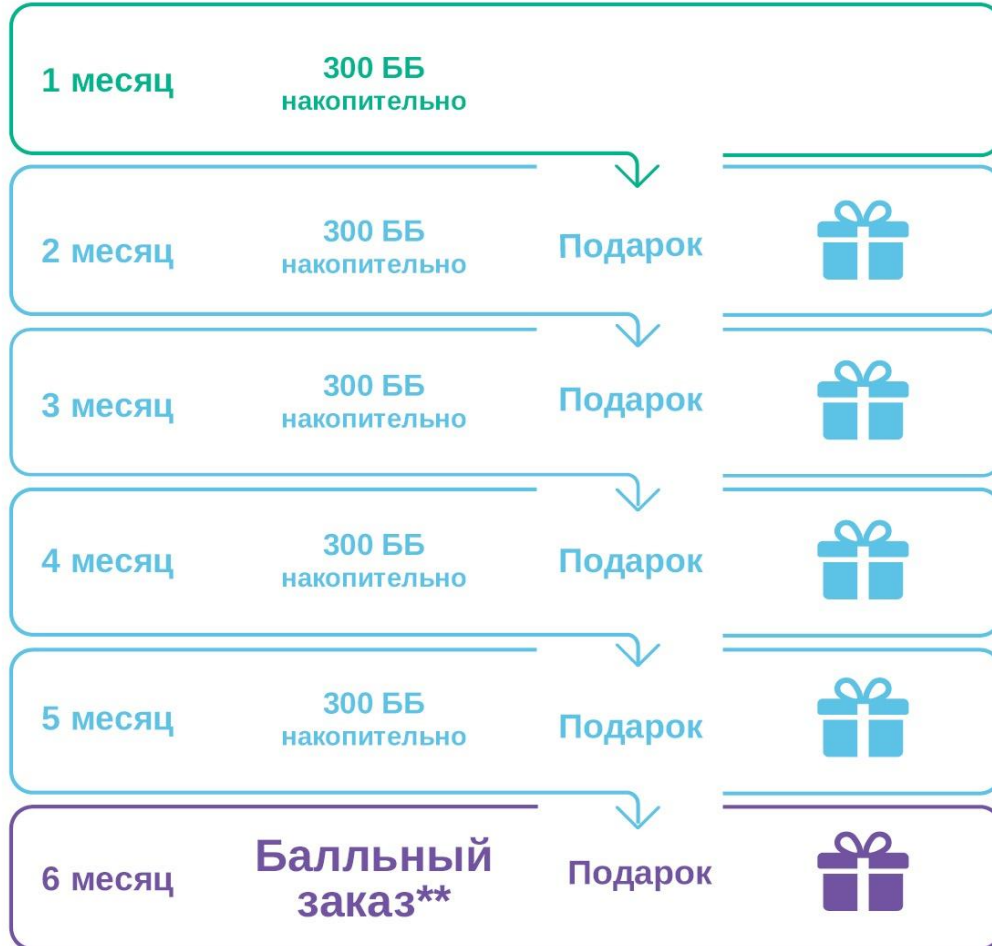 1 месяц
300 ББ
накопительно
2 месяц
300 ББ
накопительно
Подарок
3 месяц
300 ББ
накопительно
Подарок
4 месяц
300 ББ
накопительно
Подарок
5 месяц
300 ББ
накопительно
Подарок
6 месяц
Балльный
заказ**
Подарок